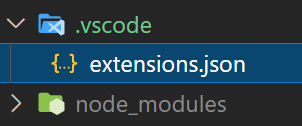 .vscode
{..} extensions.json
node_modules